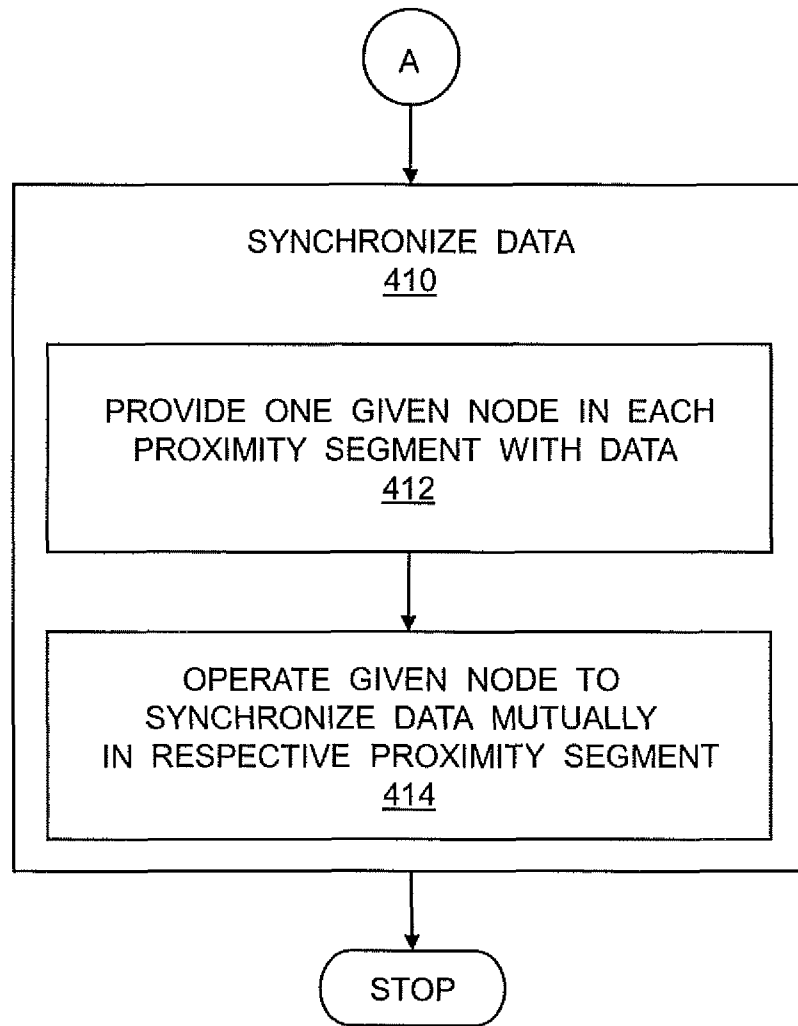 A
SYNCHRONIZE DATA
410
PROVIDE ONE GIVEN NODE IN EACH
PROXIMITY SEGMENT WITH DATA
412
OPERATE GIVEN NODE TO
SYNCHRONIZE DATA MUTUALLY
IN RESPECTIVE PROXIMITY SEGMENT
414
STOP